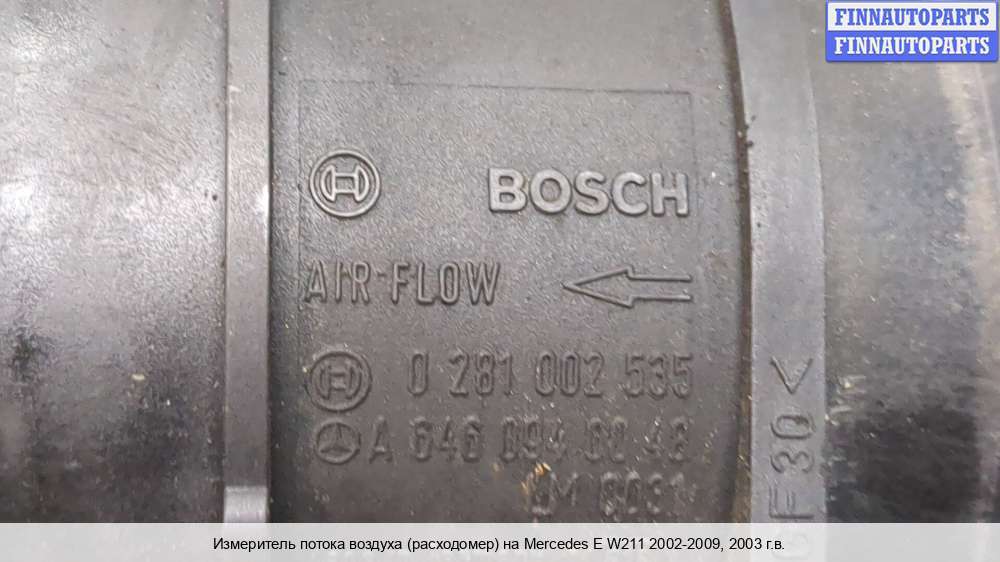 FINNAUTOPARTS
FINNAUTOPARTS
BOSCH
AIR-FLOW
0 281 002 535
A 646 094 00 48
F30<
Измеритель потока воздуха (расходомер) на Mercedes E W211 2002-2009, 2003 г.в.